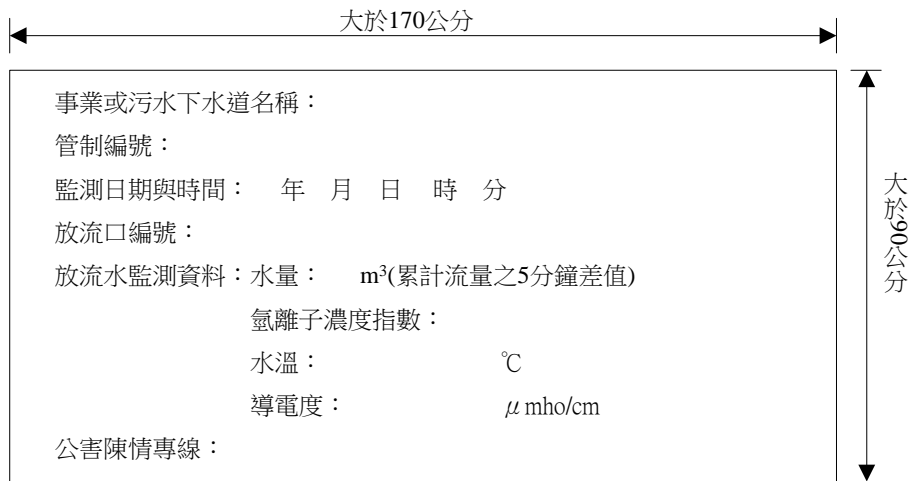 大於170公分
事業或污水下水道名稱：
管制編號：
監測日期與時間： 年 月 日 時 分
放流口編號：
放流水監測資料：水量： m³(累計流量之5分鐘差值)
氫離子濃度指數：
水溫： ℃
導電度： μmho/cm
公害陳情專線：
大於90公分